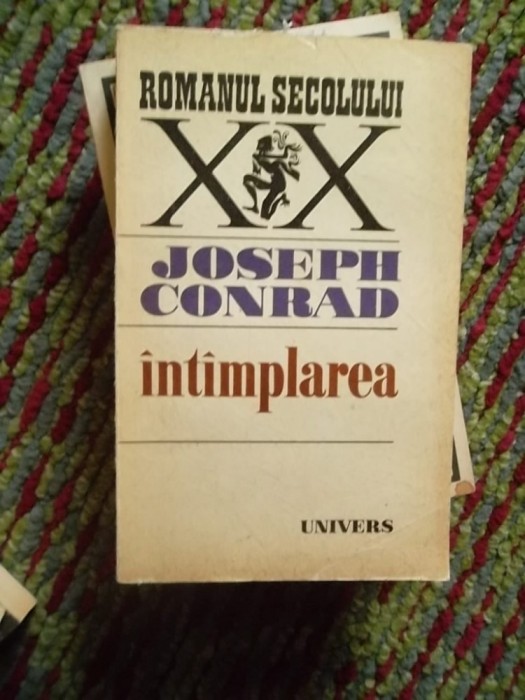 ROMANUL SECOLULUI
XX
JOSEPH
CONRAD
întîmplarea
UNIVERS